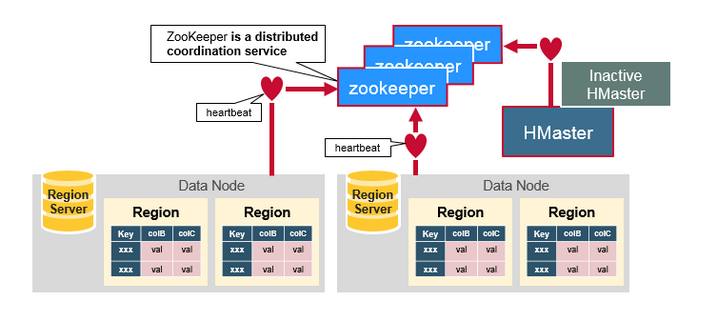 ZooKeeper is a distributed
coordination service
zookeeper
zookeeper
zookeeper
Inactive
HMaster
HMaster
heartbeat
heartbeat
Data Node
Region
Server
Region
Key colB colC
xxx val val
xxx val val
Region
Key colB colC
xxx val val
xxx val val
Data Node
Region
Server
Region
Key colB colC
xxx val val
xxx val val
Region
Key colB colC
xxx val val
xxx val val